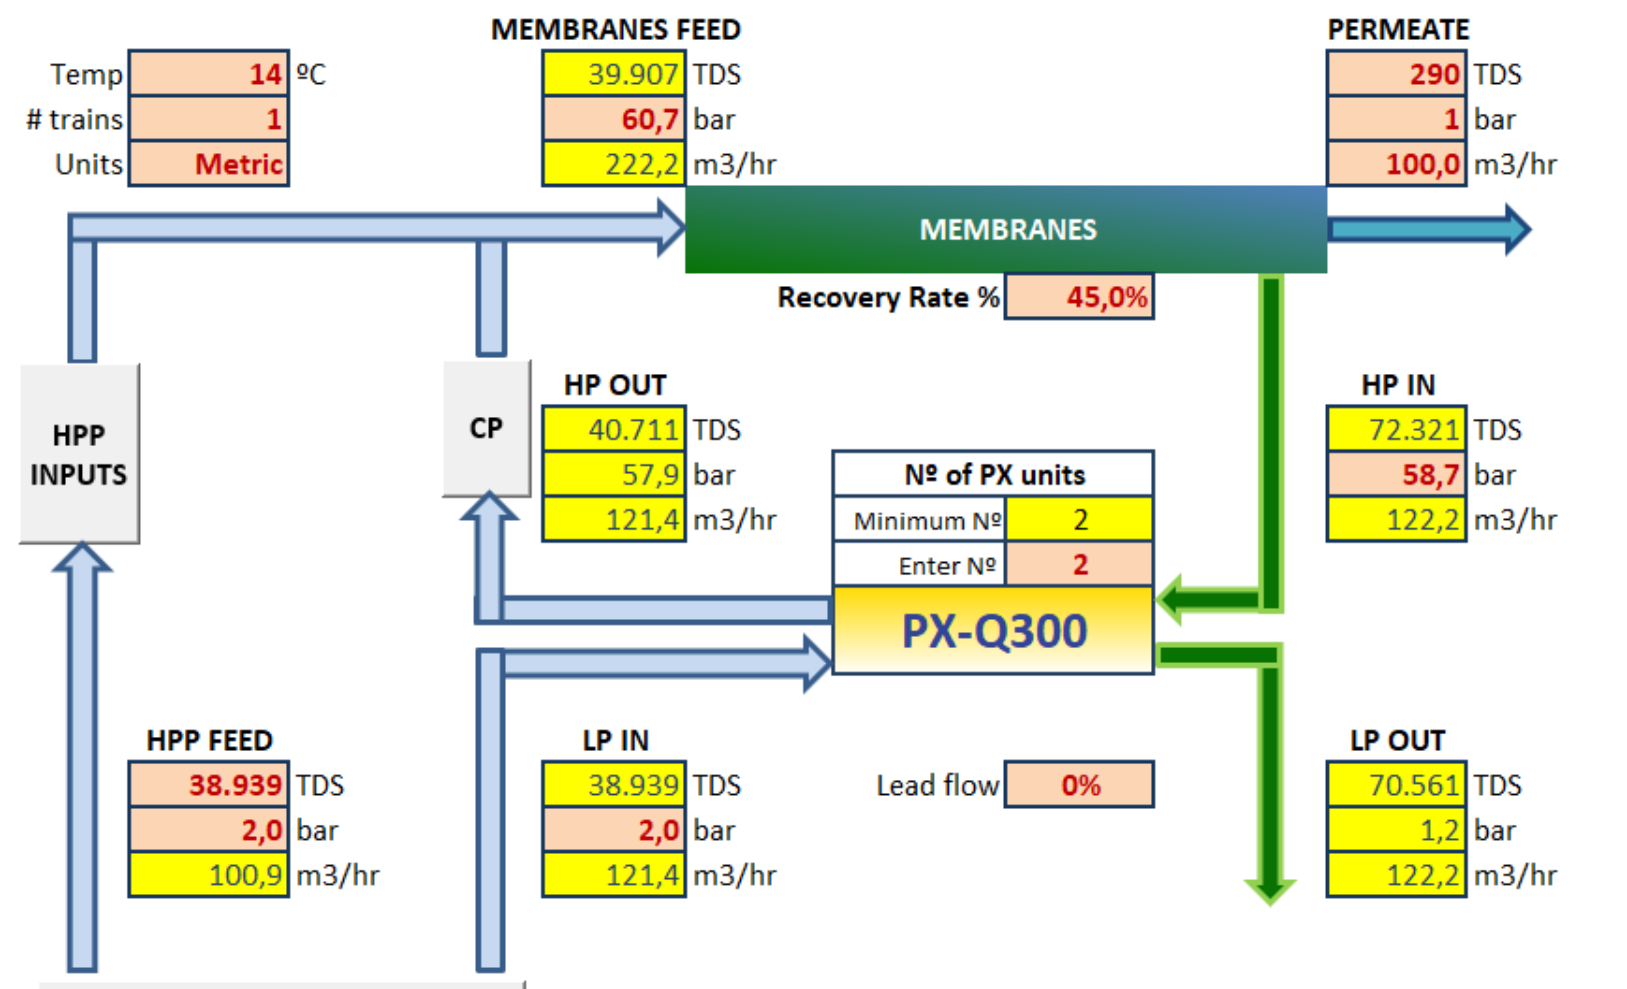 MEMBRANES FEED
PERMEATE
Temp 14 ºC
39.907 TDS
290 TDS
# trains 1
60,7 bar
1 bar
Units Metric
222,2 m3/hr
100,0 m3/hr
MEMBRANES
Recovery Rate % 45,0%
HPP INPUTS
CP
HP OUT
40.711 TDS
57,9 bar
121,4 m3/hr
Nº of PX units
Minimum Nº 2
Enter Nº 2
PX-Q300
HP IN
72.321 TDS
58,7 bar
122,2 m3/hr
HPP FEED
38.939 TDS
2,0 bar
100,9 m3/hr
LP IN
38.939 TDS
2,0 bar
121,4 m3/hr
Lead flow 0%
LP OUT
70.561 TDS
1,2 bar
122,2 m3/hr